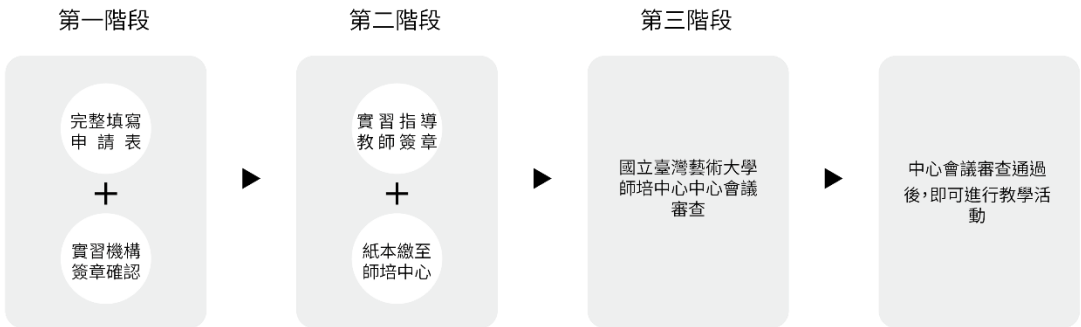 第一階段
完整填寫
申請表
+
實習機構
簽章確認
第二階段
實習指導
教師簽章
+
紙本繳至
師培中心
第三階段
國立臺灣藝術大學
師培中心中心會議
審查
中心會議審查通過
後，即可進行教學活
動